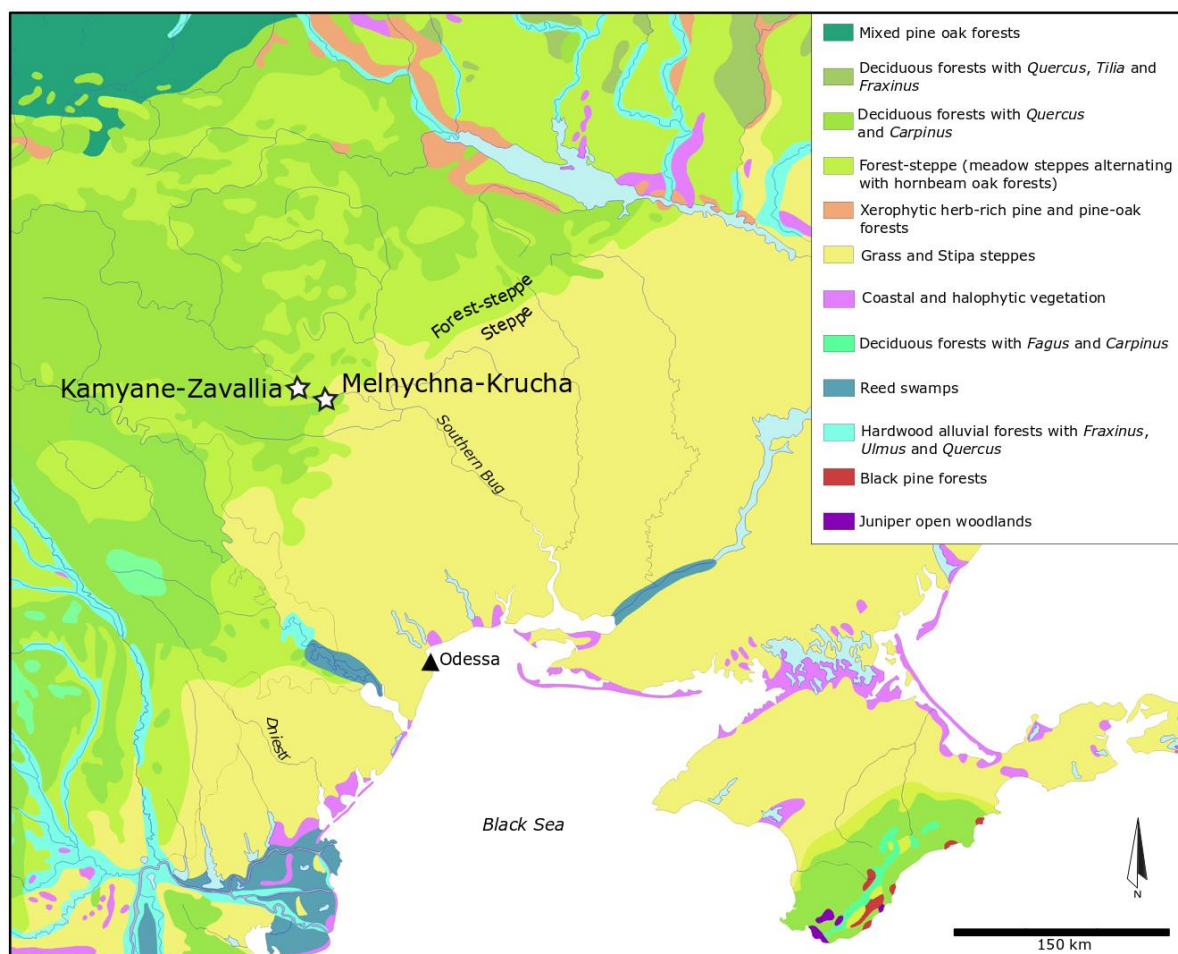 Mixed pine oak forests
Deciduous forests with Quercus, Tilia and
Fraxinus
Deciduous forests with Quercus
and Carpinus
Forest-steppe (meadow steppes alternating
with hornbeam oak forests)
Xerophytic herb-rich pine and pine-oak
forests
Grass and Stipa steppes
Coastal and halophytic vegetation
Deciduous forests with Fagus and Carpinus
Reed swamps
Hardwood alluvial forests with Fraxinus,
Ulmus and Quercus
Black pine forests
Juniper open woodlands
Forest-steppe
Steppe
Kamyane-Zavallia
Melnychna-Krucha
Southern Bug
Odessa
Dniestr
Black Sea
N
150 km